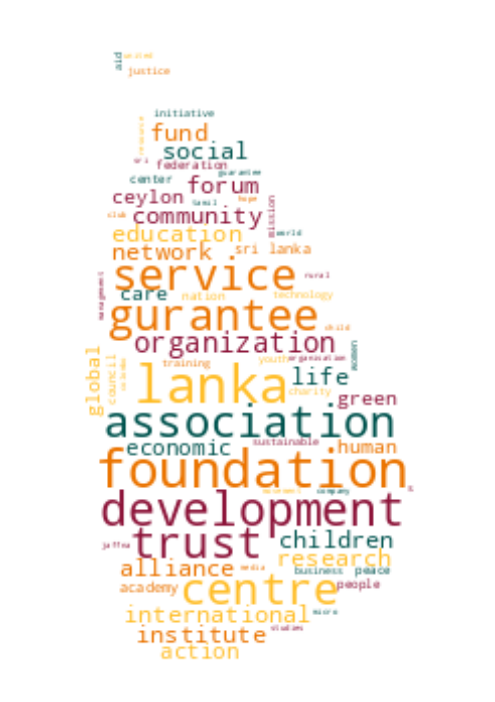 aid united
justice
initiative
resource
fund
social
sri federation
center guarantee
forum
ceylon tamil hope
club community mission
education world
network . sri lanka
service rural
management care nation technology
gurantee child
organization women
training youth organisation
global council lanka life
charity green
association
economic sustainable human
foundation s
movement company
development
jaffna trust children
research
alliance media business peace
academy centre people
international micro
institute studies
action